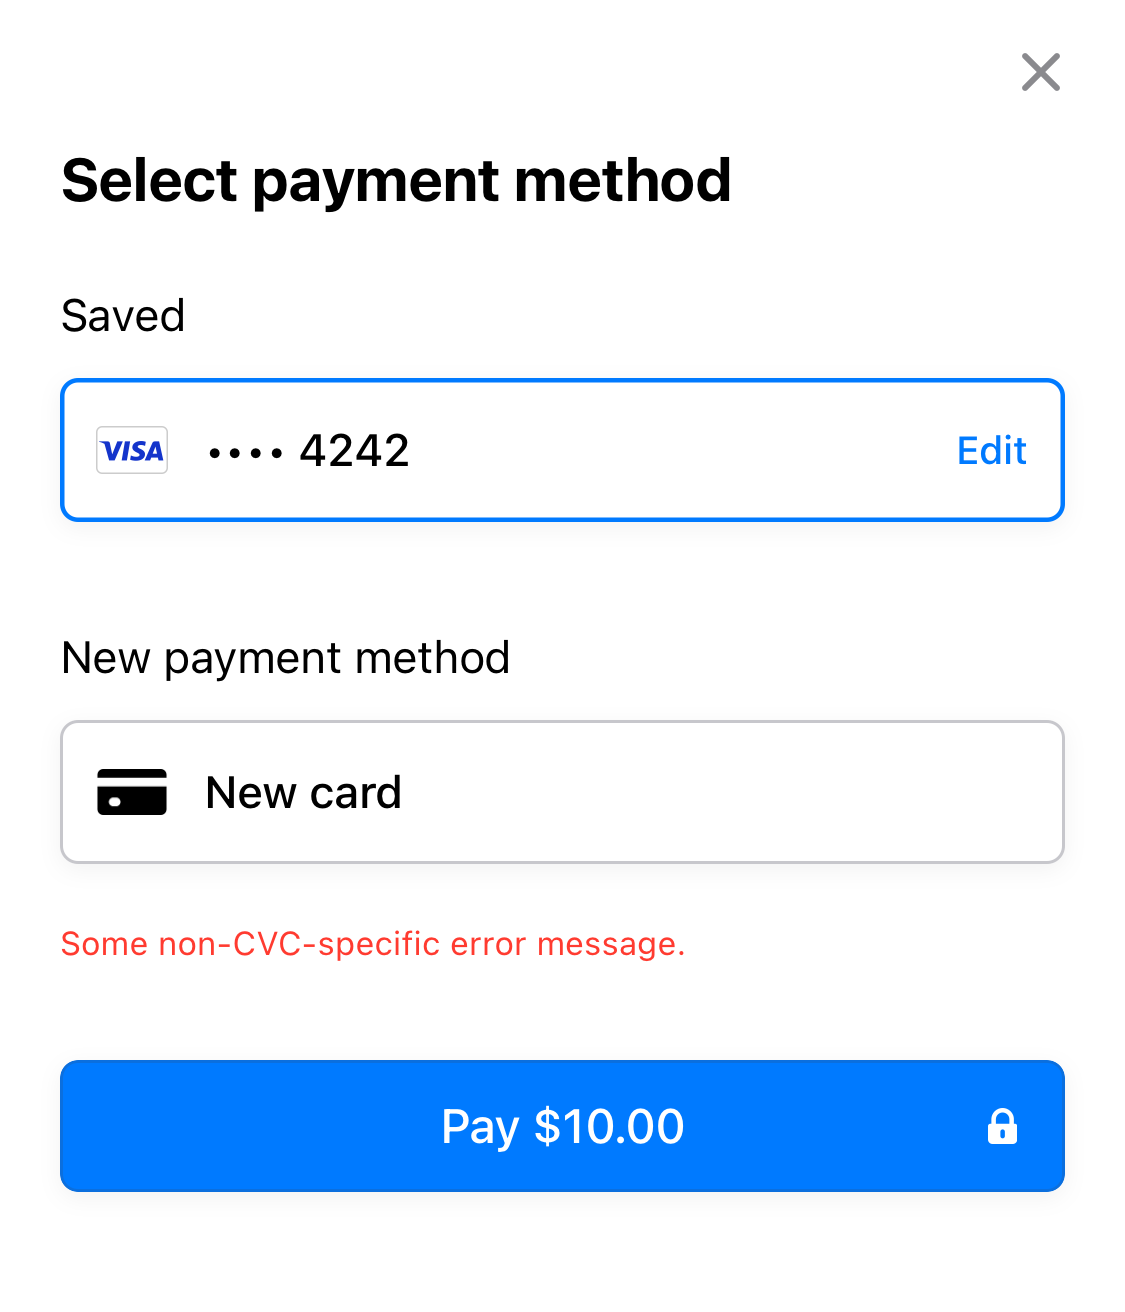 Select payment method
Saved
VISA •••• 4242 Edit
New payment method
New card
Some non-CVC-specific error message.
Pay $10.00